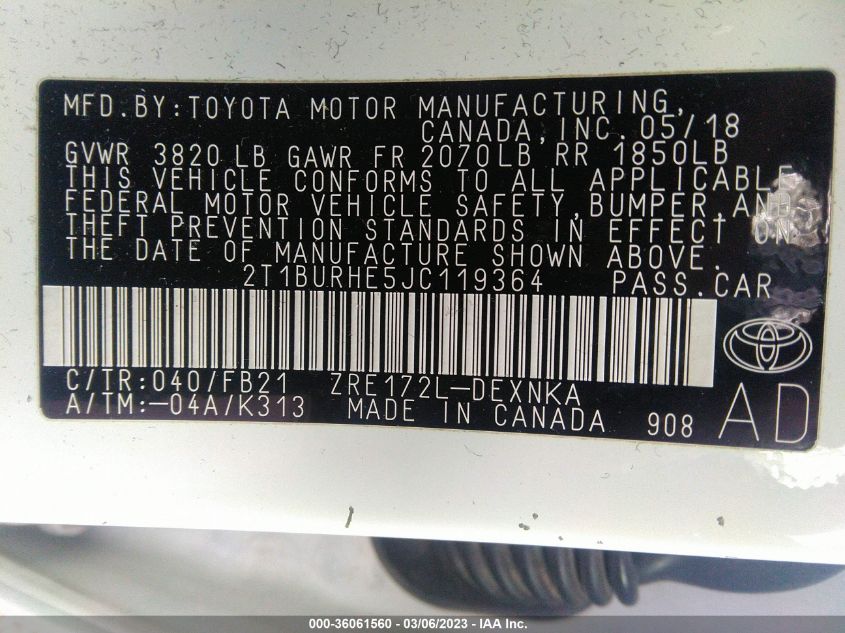 MFD.BY:TOYOTA MOTOR MANUFACTURING,
CANADA,INC. 05/18
GVWR 3820 LB GAWR FR 2070LB, RR 1850LB
THIS VEHICLE CONFORMS TO ALL APPLICABLE
FEDERAL MOTOR VEHICLE SAFETY,BUMPER,AND
THEFT PREVENTION STANDARDS IN EFFECT ON
THE DATE OF MANUFACTURE SHOWN ABOVE.
2T1BURHE5JC119364 PASS.CAR
C/TR:040/FB21 ZRE172L-DEXNKA
A/TM:-04A/K313 MADE IN CANADA 908 AD
000-36061560 — 03/06/2023 — IAA Inc.